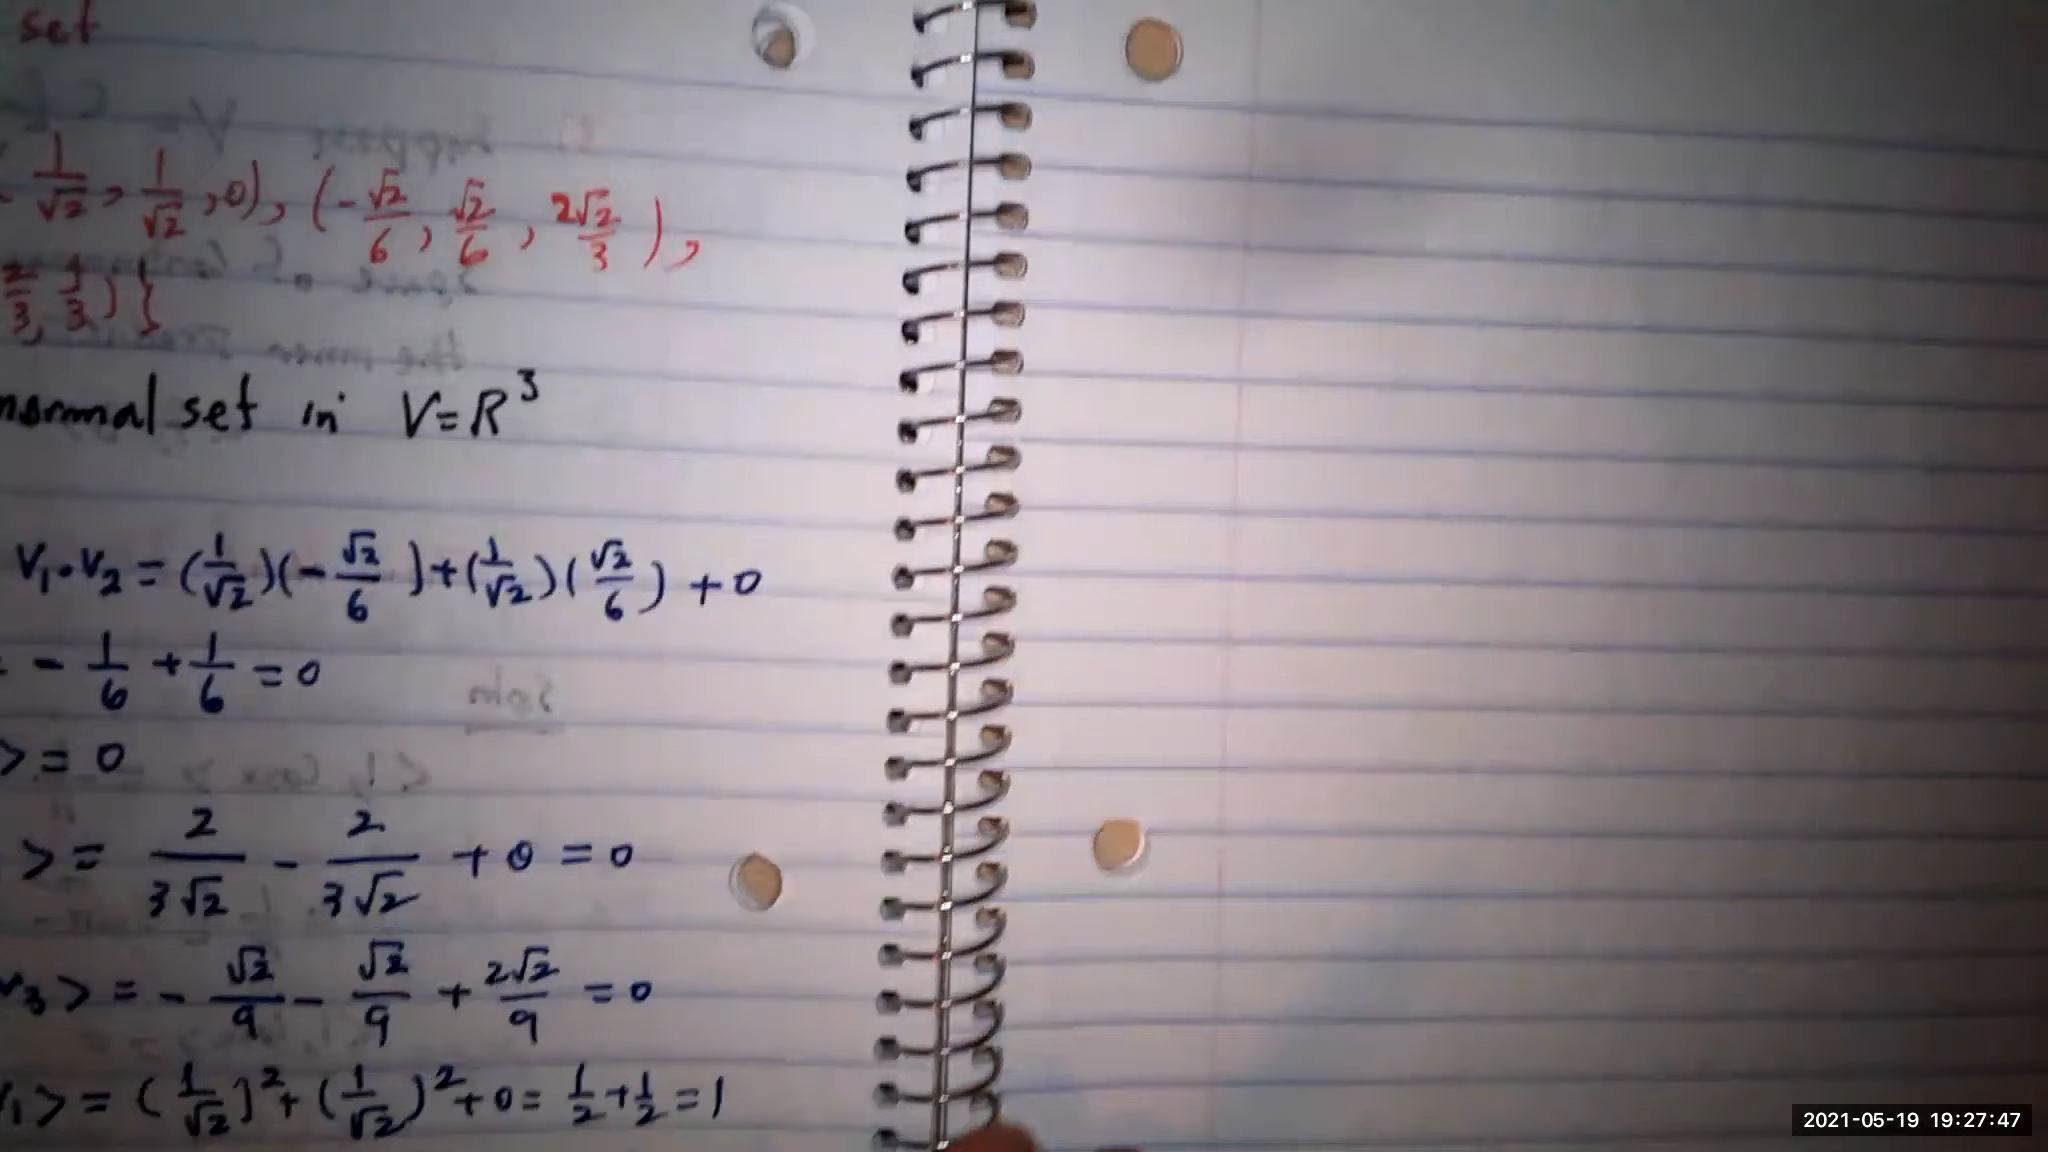 set
1/√2, 1/√2, 0), (-√2/6, √2/6, 2√2/3),
2/3, 1/3)}
normal set in V=R³
V₁·V₂ = (1/√2)(-√2/6) + (1/√2)(√2/6) + 0
= -1/6 + 1/6 = 0
> = 0
> = 2/(3√2) - 2/(3√2) + 0 = 0
v₃> = -√2/9 - √2/9 + 2√2/9 = 0
v₁> = (1/√2)² + (1/√2)² + 0 = 1/2 + 1/2 = 1
2021-05-19 19:27:47